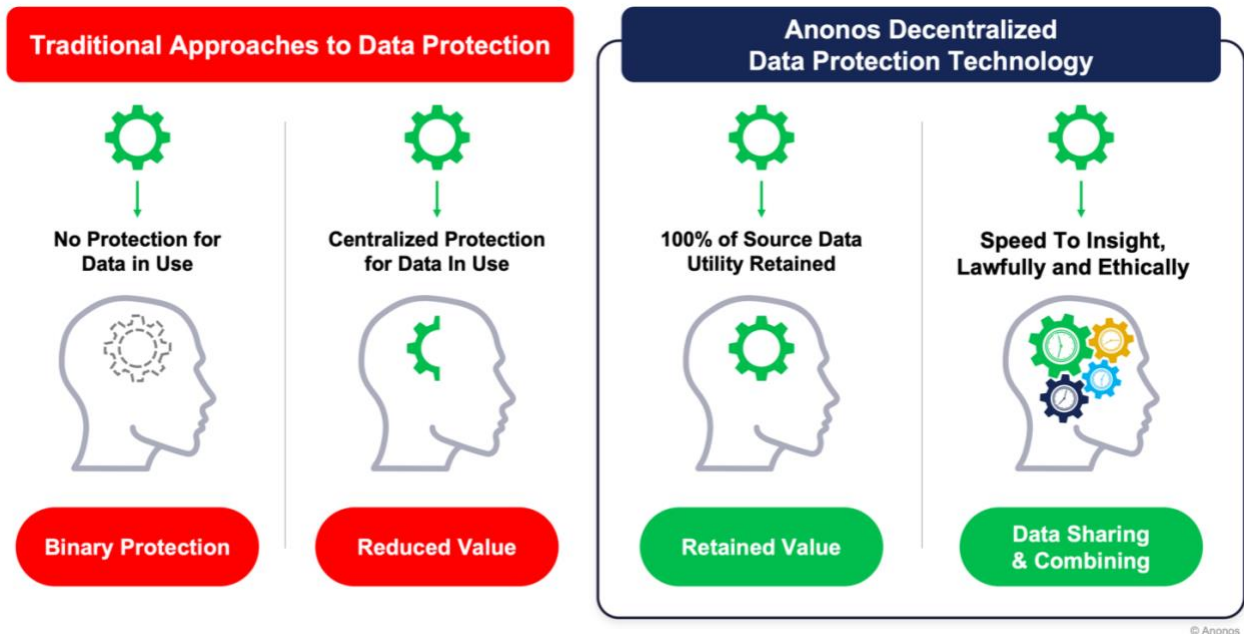 Traditional Approaches to Data Protection
Anonos Decentralized
Data Protection Technology
No Protection for
Data in Use
Centralized Protection
for Data In Use
100% of Source Data
Utility Retained
Speed To Insight,
Lawfully and Ethically
Binary Protection
Reduced Value
Retained Value
Data Sharing
& Combining
© Anonos